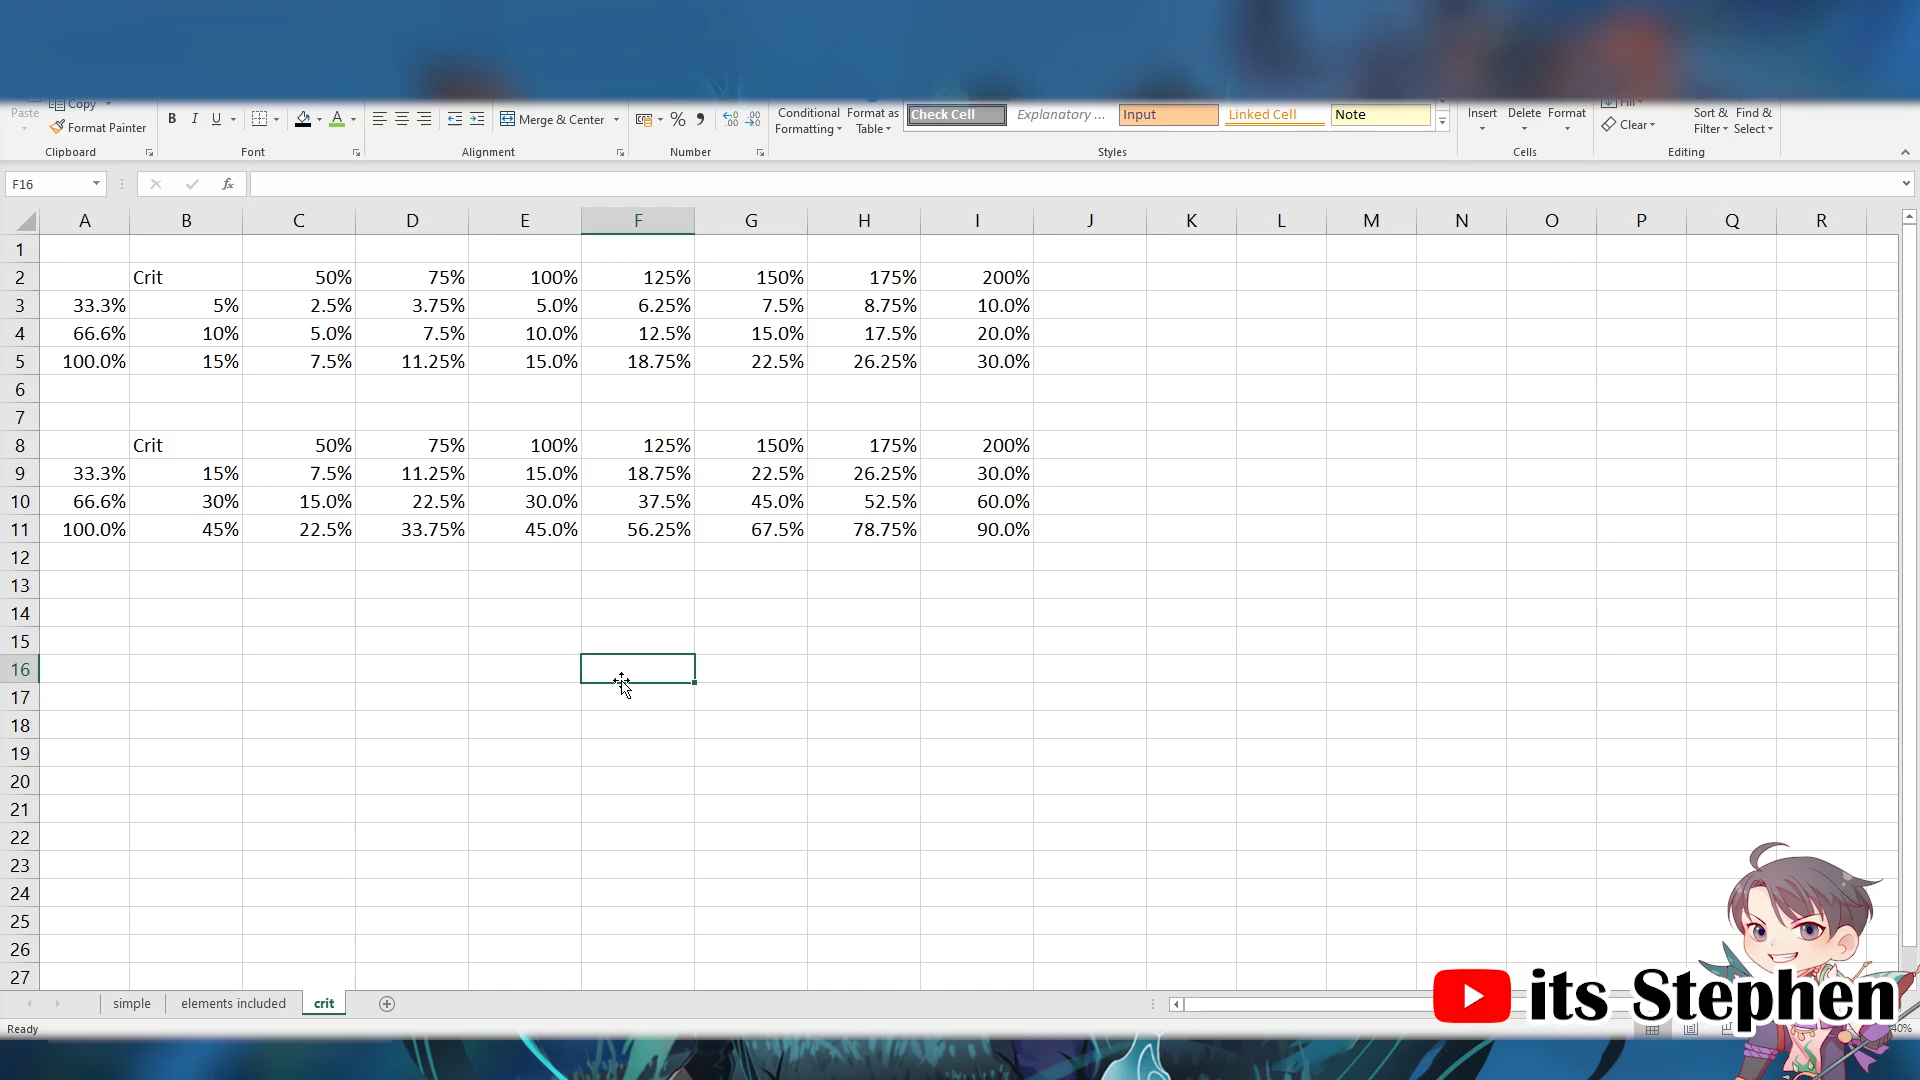 Paste Copy
Format Painter
Clipboard
B I U
Font
Merge & Center
Alignment
%
Number
Conditional Formatting
Format as Table
Check Cell Explanatory ... Input Linked Cell Note
Styles
Insert Delete Format
Cells
Fill
Clear
Sort & Filter
Find & Select
Editing
F16 fx
A B C D E F G H I J K L M N O P Q R
1
2 Crit 50% 75% 100% 125% 150% 175% 200%
3 33.3% 5% 2.5% 3.75% 5.0% 6.25% 7.5% 8.75% 10.0%
4 66.6% 10% 5.0% 7.5% 10.0% 12.5% 15.0% 17.5% 20.0%
5 100.0% 15% 7.5% 11.25% 15.0% 18.75% 22.5% 26.25% 30.0%
6
7
8 Crit 50% 75% 100% 125% 150% 175% 200%
9 33.3% 15% 7.5% 11.25% 15.0% 18.75% 22.5% 26.25% 30.0%
10 66.6% 30% 15.0% 22.5% 30.0% 37.5% 45.0% 52.5% 60.0%
11 100.0% 45% 22.5% 33.75% 45.0% 56.25% 67.5% 78.75% 90.0%
12
13
14
15
16
17
18
19
20
21
22
23
24
25
26
27
simple elements included crit
its Stephen
Ready